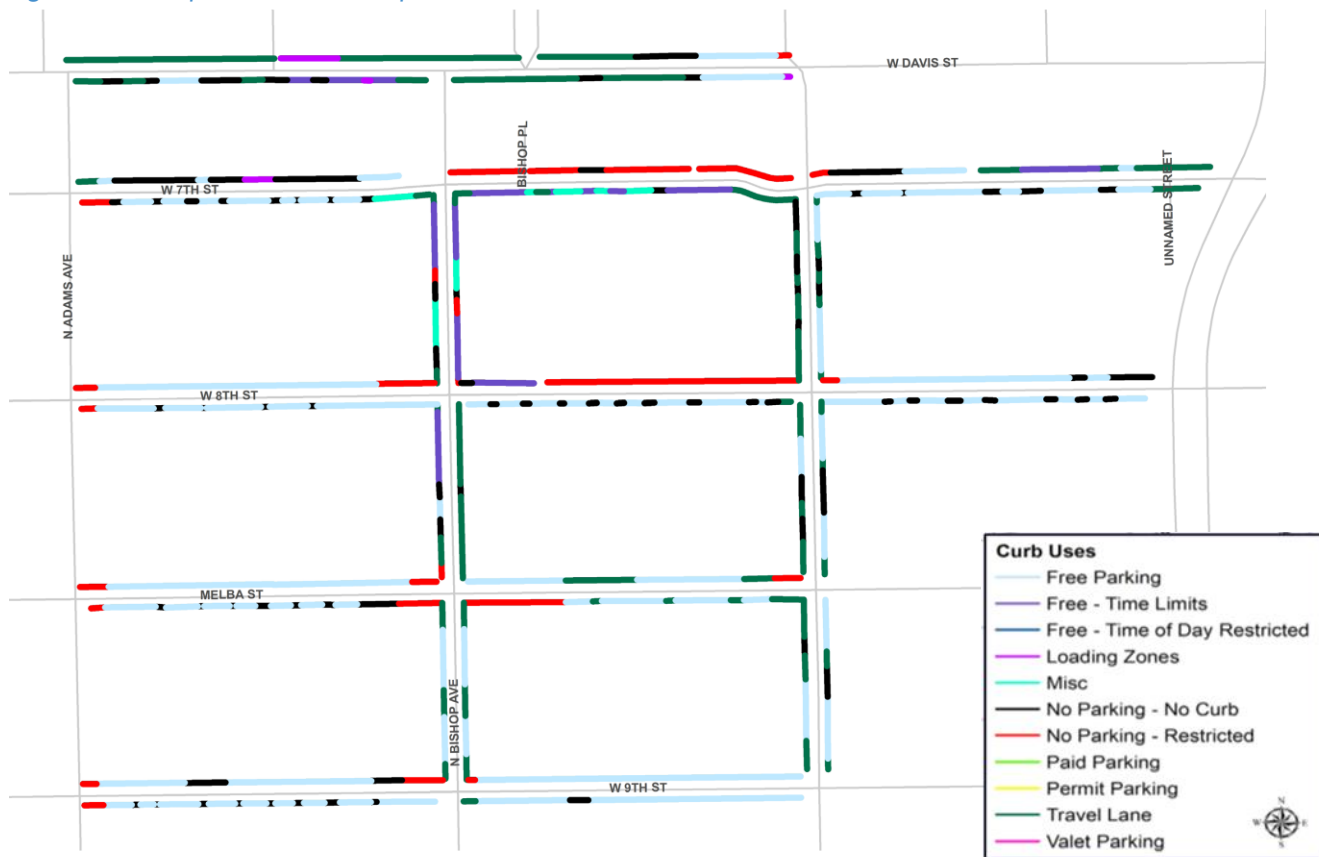 W DAVIS ST
BISHOP PL
W 7TH ST
UNNAMED STREET
N ADAMS AVE
W 8TH ST
MELBA ST
N BISHOP AVE
W 9TH ST
Curb Uses
Free Parking
Free - Time Limits
Free - Time of Day Restricted
Loading Zones
Misc
No Parking - No Curb
No Parking - Restricted
Paid Parking
Permit Parking
Travel Lane
Valet Parking
N
W E
S